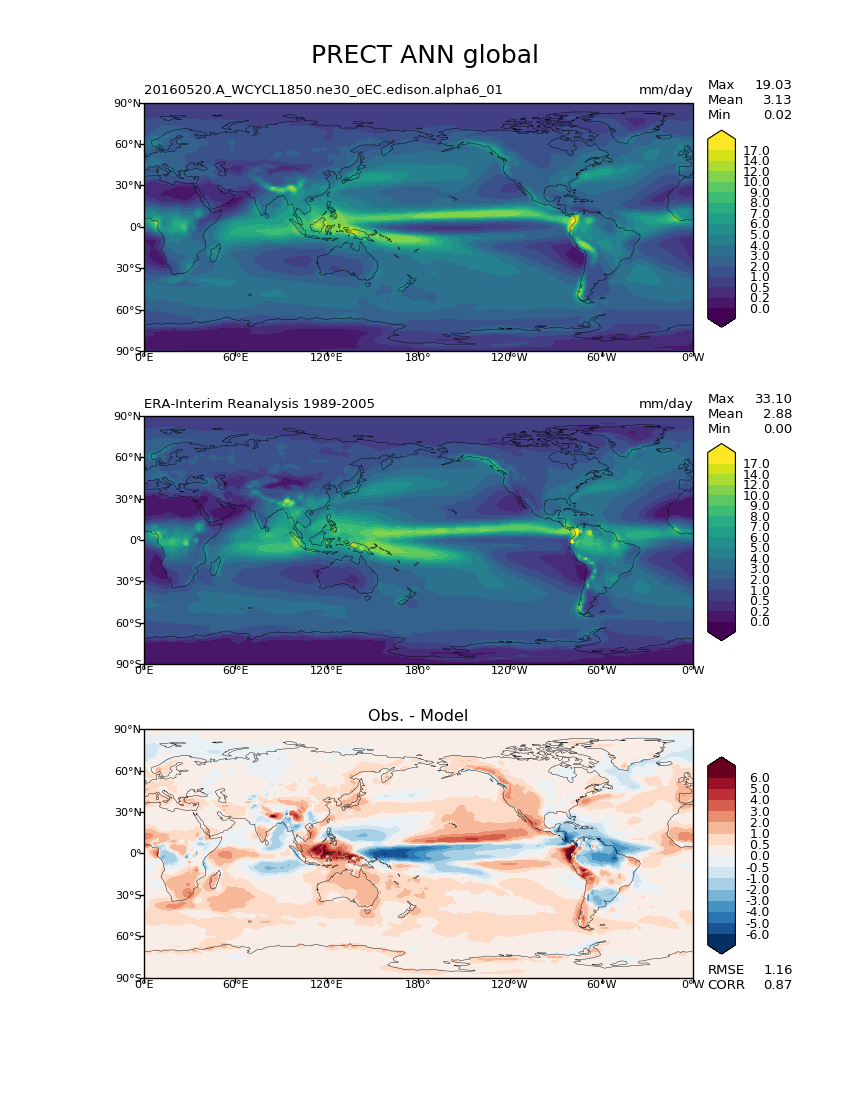 PRECT ANN global
20160520.A_WCYCL1850.ne30_oEC.edison.alpha6_01 mm/day
Max 19.03
Mean 3.13
Min 0.02
90°N
60°N
30°N
0°
30°S
60°S
90°S
0°E 60°E 120°E 180° 120°W 60°W 0°W
17.0
14.0
12.0
10.0
9.0
8.0
7.0
6.0
5.0
4.0
3.0
2.0
1.0
0.5
0.2
0.0
ERA-Interim Reanalysis 1989-2005 mm/day
Max 33.10
Mean 2.88
Min 0.00
90°N
60°N
30°N
0°
30°S
60°S
90°S
0°E 60°E 120°E 180° 120°W 60°W 0°W
17.0
14.0
12.0
10.0
9.0
8.0
7.0
6.0
5.0
4.0
3.0
2.0
1.0
0.5
0.2
0.0
Obs. - Model
90°N
60°N
30°N
0°
30°S
60°S
90°S
0°E 60°E 120°E 180° 120°W 60°W 0°W
6.0
5.0
4.0
3.0
2.0
1.0
0.5
0.0
-0.5
-1.0
-2.0
-3.0
-4.0
-5.0
-6.0
RMSE 1.16
CORR 0.87